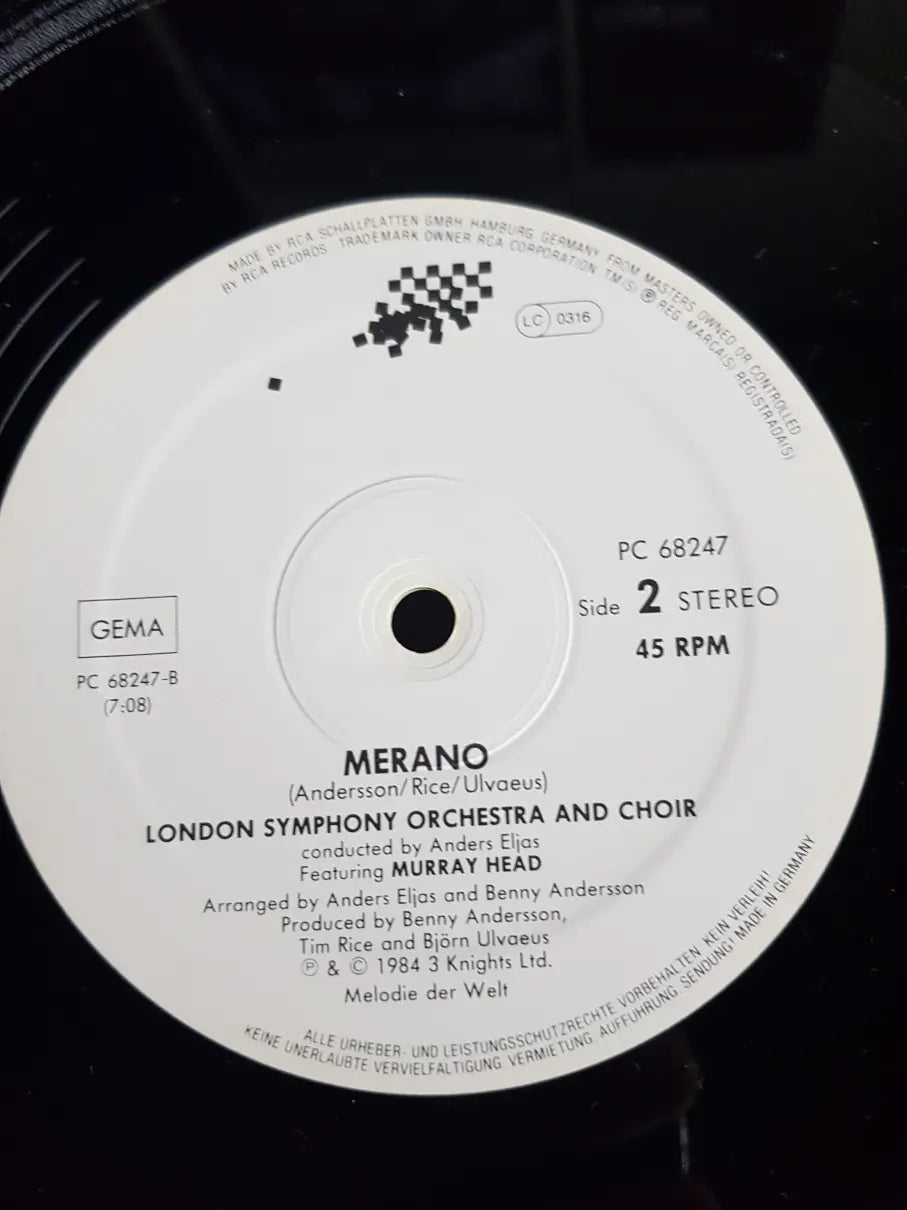 MADE BY RCA SCHALLPLATTEN GMBH, HAMBURG, GERMANY, FROM MASTERS OWNED OR CONTROLLED
BY RCA RECORDS TRADEMARK OWNER RCA CORPORATION TM(S) ® REG. MARCA(S) REGISTRADA(S)
LC 0316
PC 68247
Side 2 STEREO
45 RPM
GEMA
PC 68247-B
(7:08)
MERANO
(Andersson/Rice/Ulvaeus)
LONDON SYMPHONY ORCHESTRA AND CHOIR
conducted by Anders Eljas
Featuring MURRAY HEAD
Arranged by Anders Eljas and Benny Andersson
Produced by Benny Andersson,
Tim Rice and Björn Ulvaeus
℗ & © 1984 3 Knights Ltd.
Melodie der Welt
ALLE URHEBER- UND LEISTUNGSSCHUTZRECHTE VORBEHALTEN. KEIN VERLEIH!
KEINE UNERLAUBTE VERVIELFÄLTIGUNG, VERMIETUNG, AUFFÜHRUNG, SENDUNG! MADE IN GERMANY